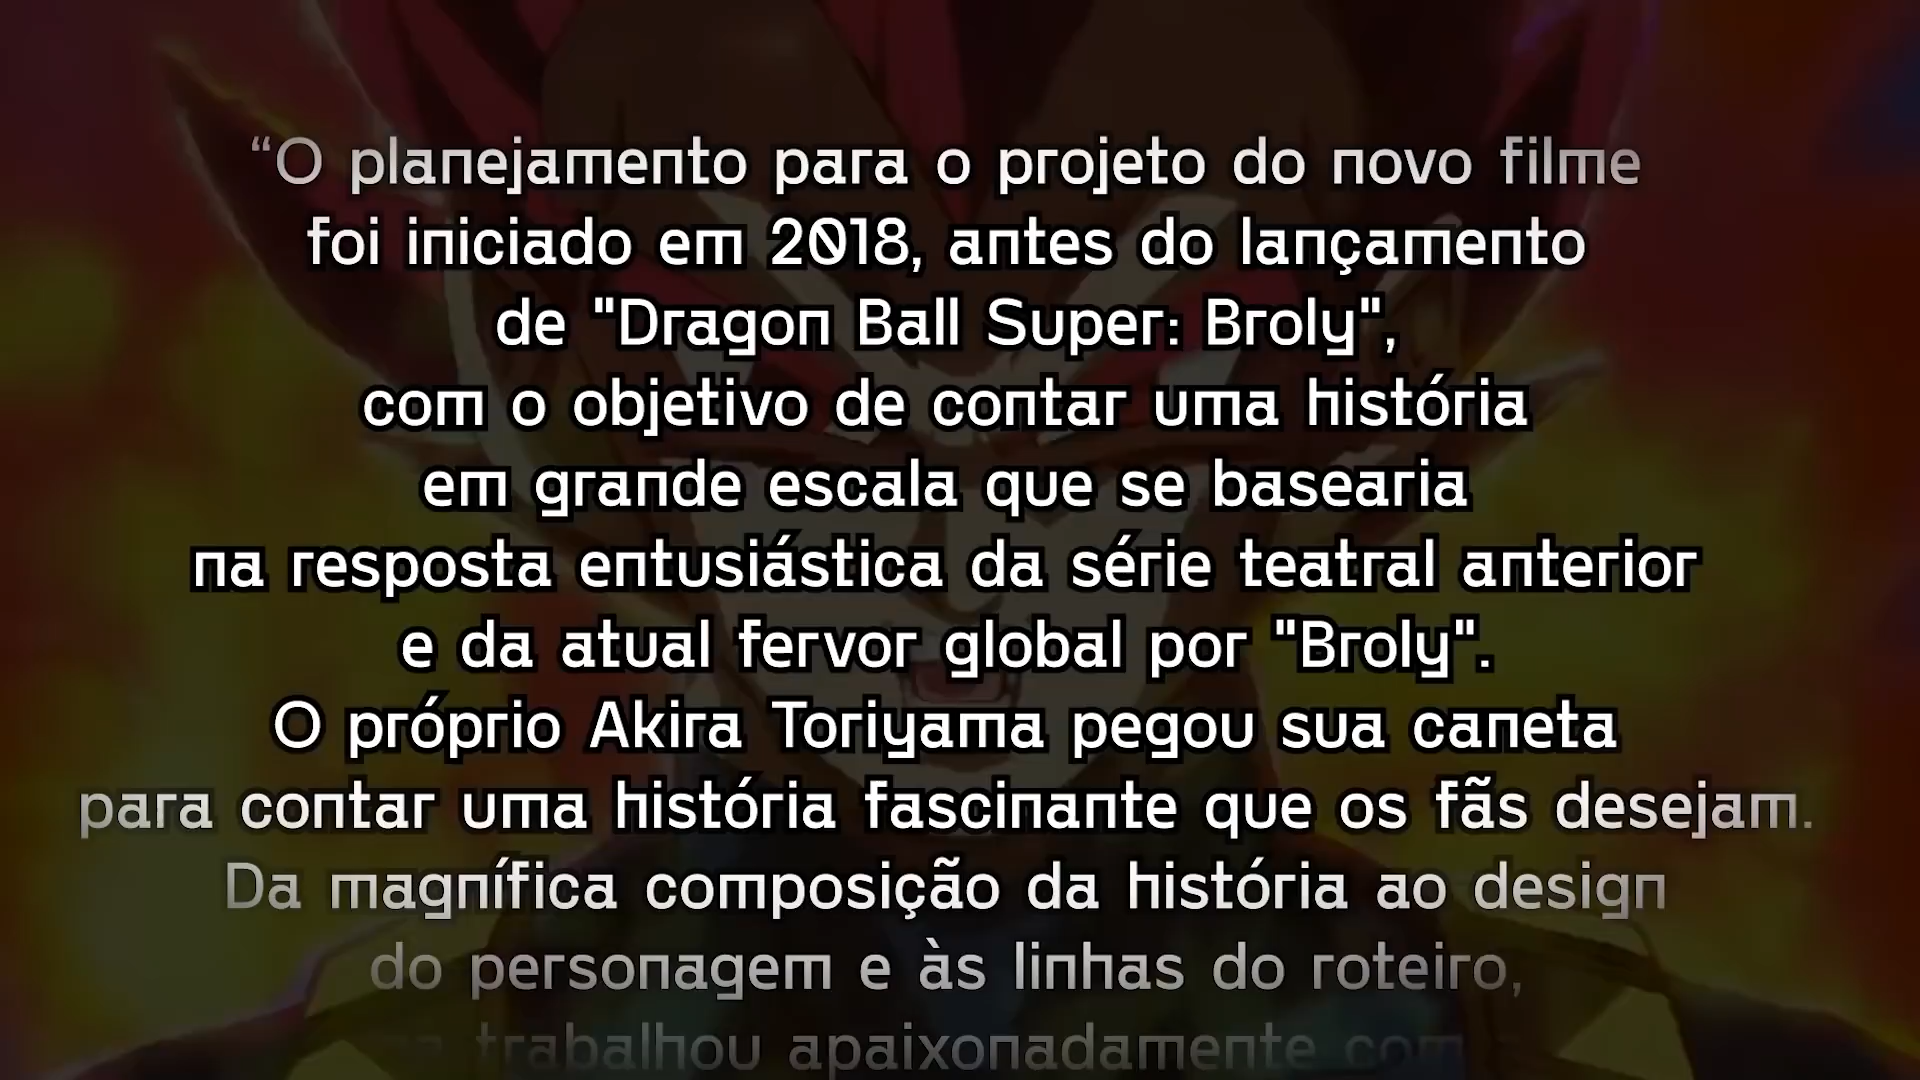 “O planejamento para o projeto do novo filme
foi iniciado em 2018, antes do lançamento
de "Dragon Ball Super: Broly",
com o objetivo de contar uma história
em grande escala que se basearia
na resposta entusiástica da série teatral anterior
e da atual fervor global por "Broly".
O próprio Akira Toriyama pegou sua caneta
para contar uma história fascinante que os fãs desejam.
Da magnífica composição da história ao design
do personagem e às linhas do roteiro,
trabalhou apaixonadamente com